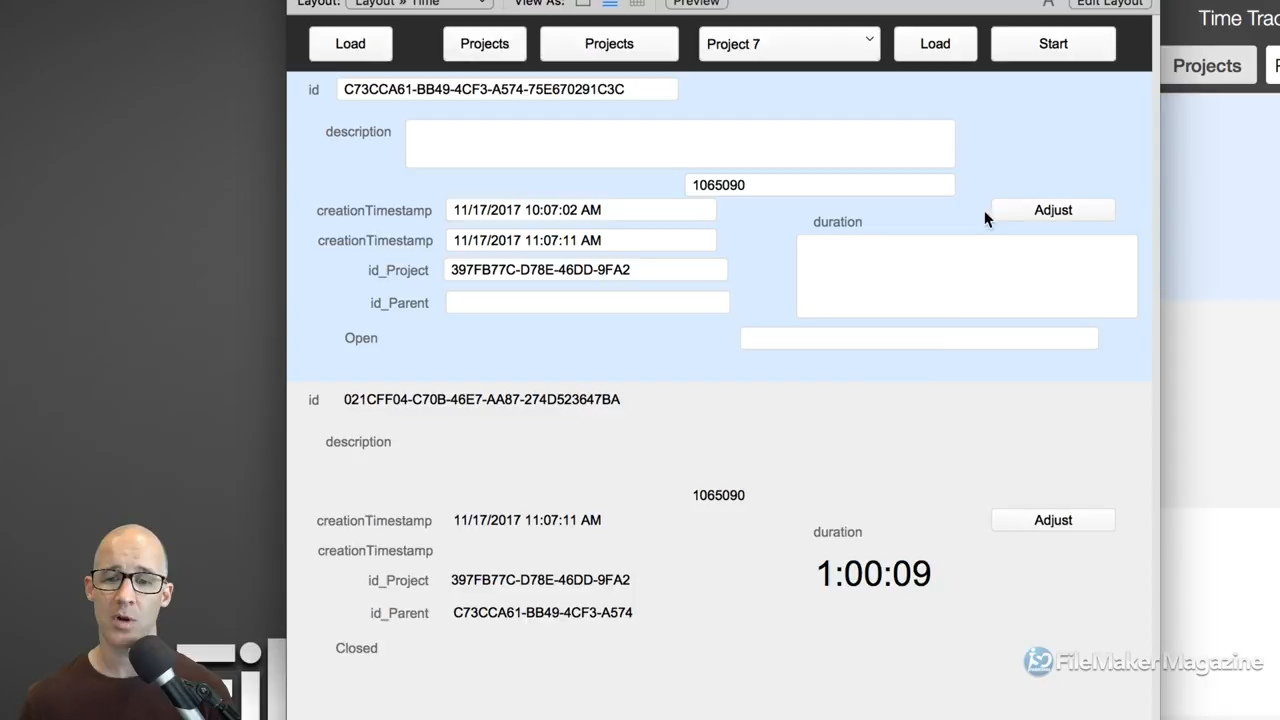 Layout: Layout » Time View As: Preview Edit Layout
Time Trac
Load Projects Projects Project 7 Load Start
Projects
id C73CCA61-BB49-4CF3-A574-75E670291C3C
description
1065090
creationTimestamp 11/17/2017 10:07:02 AM Adjust
duration
creationTimestamp 11/17/2017 11:07:11 AM
id_Project 397FB77C-D78E-46DD-9FA2
id_Parent
Open
id 021CFF04-C70B-46E7-AA87-274D523647BA
description
1065090
creationTimestamp 11/17/2017 11:07:11 AM Adjust
duration
creationTimestamp
1:00:09
id_Project 397FB77C-D78E-46DD-9FA2
id_Parent C73CCA61-BB49-4CF3-A574
Closed
FileMaker Magazine